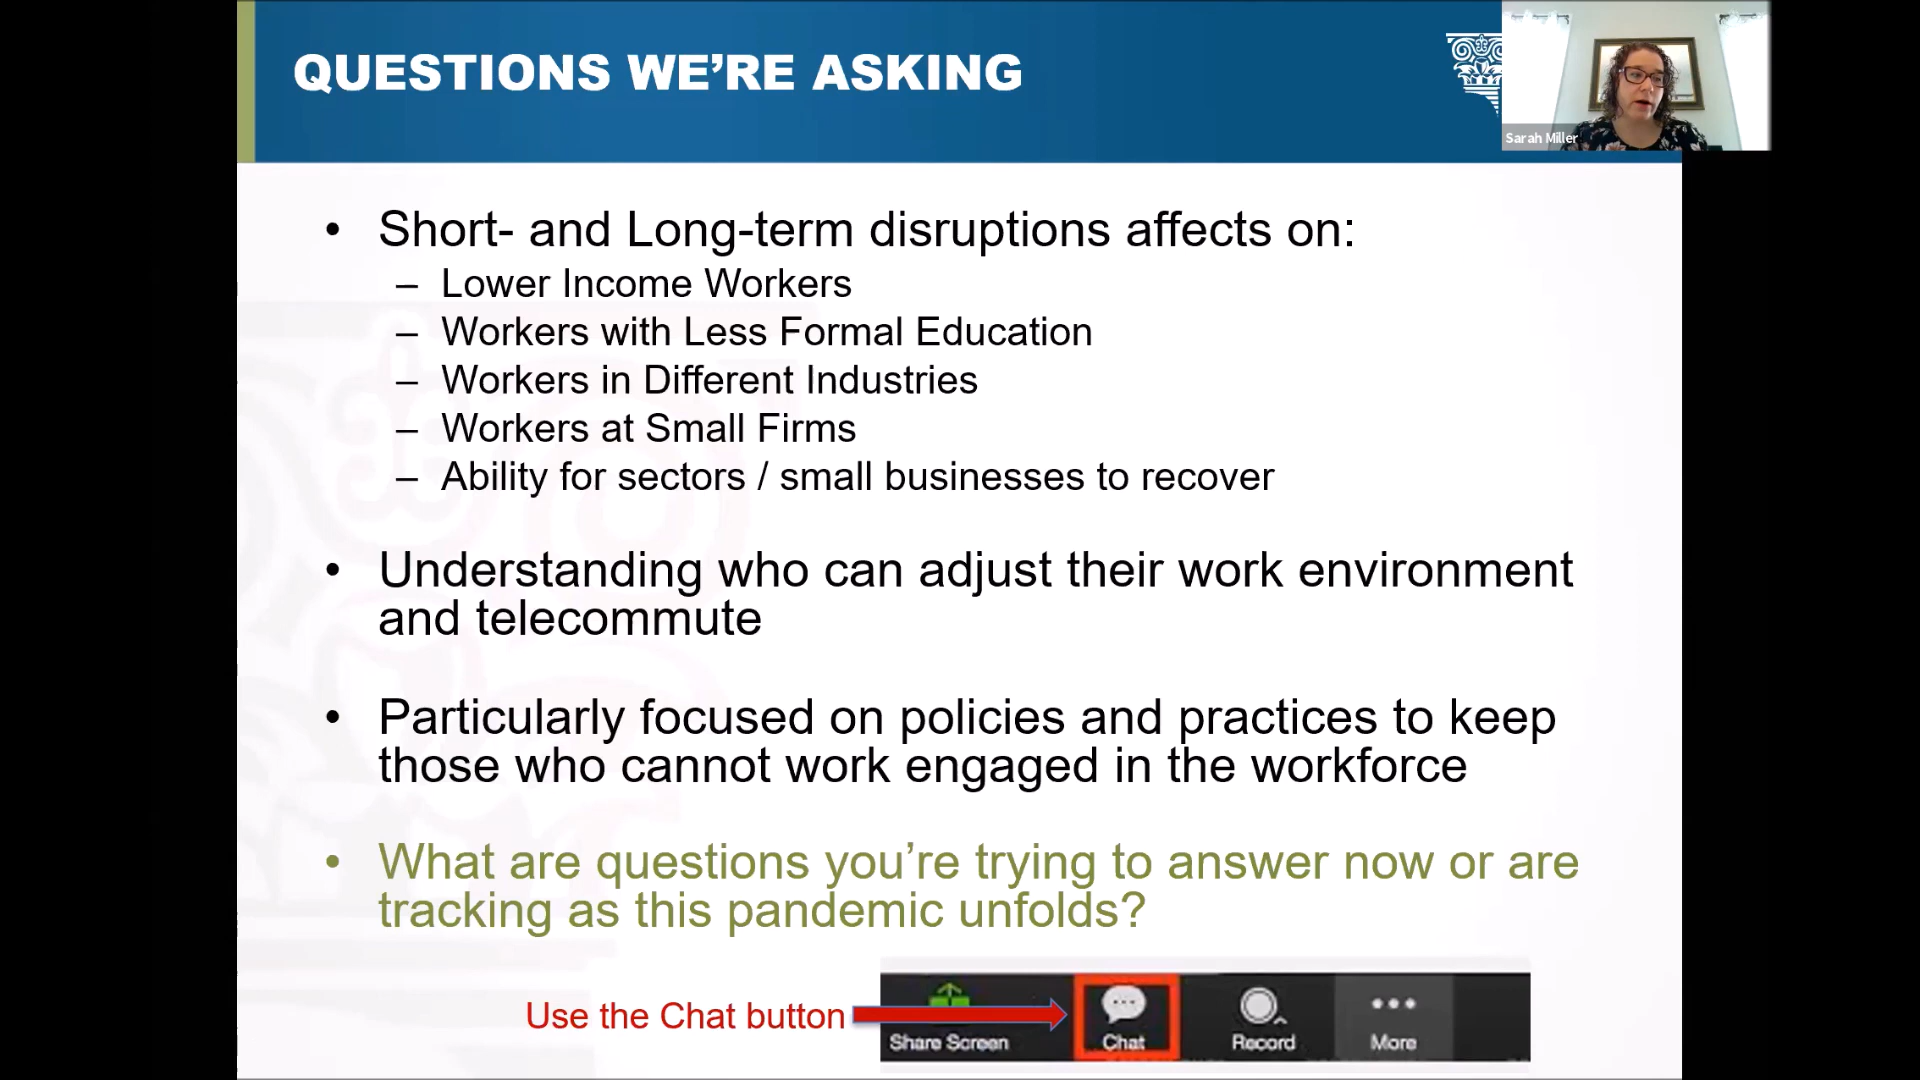 QUESTIONS WE’RE ASKING
Sarah Miller
• Short- and Long-term disruptions affects on:
– Lower Income Workers
– Workers with Less Formal Education
– Workers in Different Industries
– Workers at Small Firms
– Ability for sectors / small businesses to recover
• Understanding who can adjust their work environment
and telecommute
• Particularly focused on policies and practices to keep
those who cannot work engaged in the workforce
• What are questions you’re trying to answer now or are
tracking as this pandemic unfolds?
Use the Chat button
Share Screen
Chat
Record
More